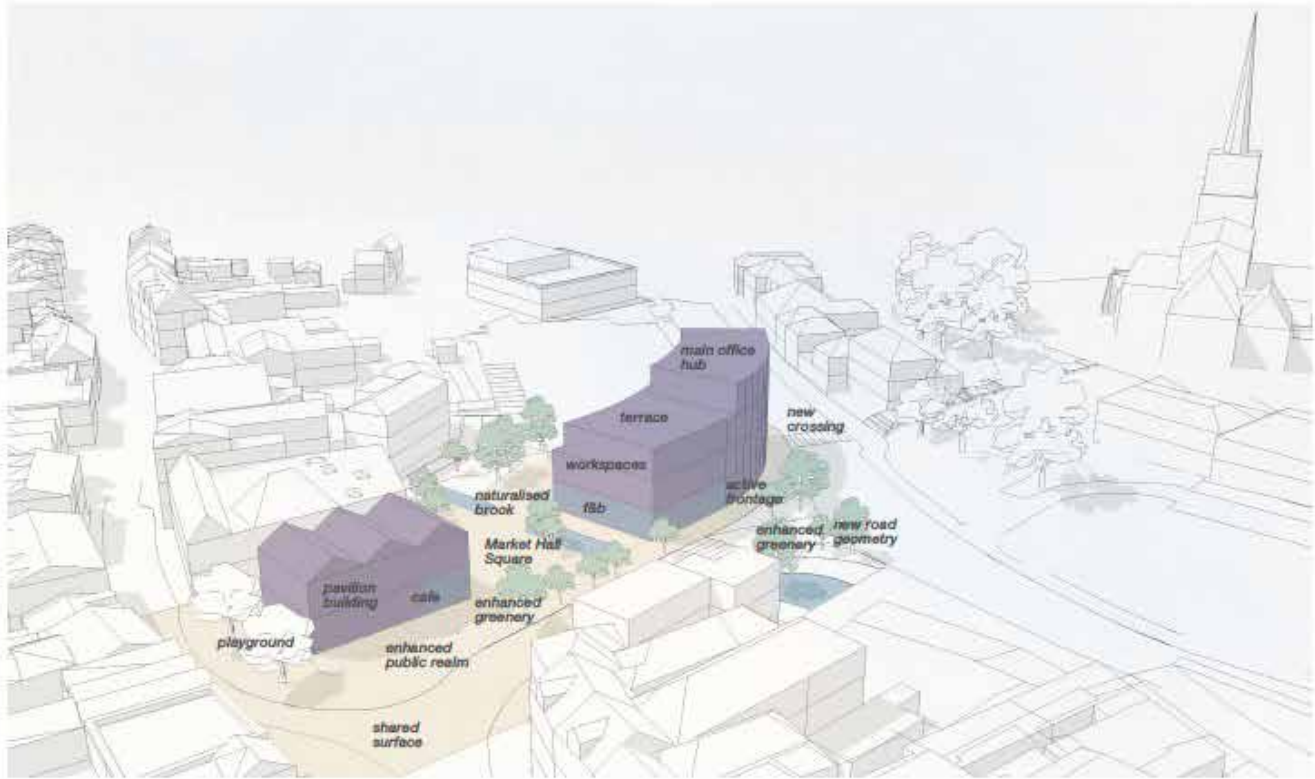 main office
hub
terrace
new
crossing
workspaces
active
frontage
naturalised
brook
f&b
enhanced
greenery
new road
geometry
Market Hall
Square
pavilion
building
cafe
enhanced
greenery
playground
enhanced
public realm
shared
surface